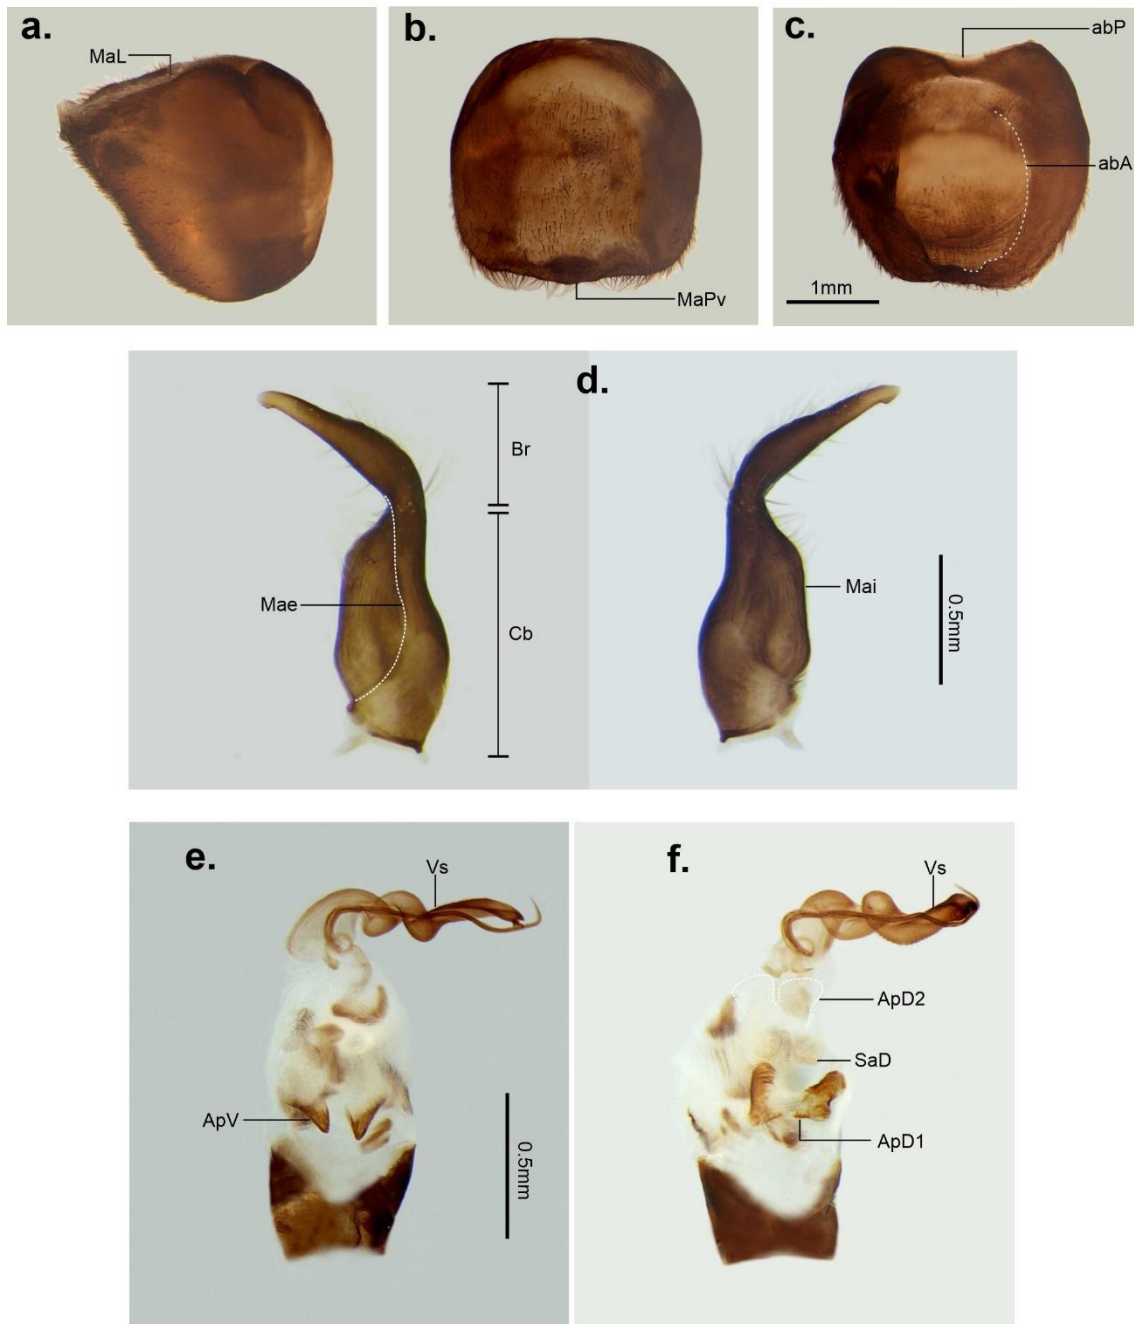 a.
MaL
b.
MaPv
c.
abP
abA
1mm
d.
Br
Mae
Cb
Mai
0.5mm
e.
Vs
ApV
0.5mm
f.
Vs
ApD2
SaD
ApD1